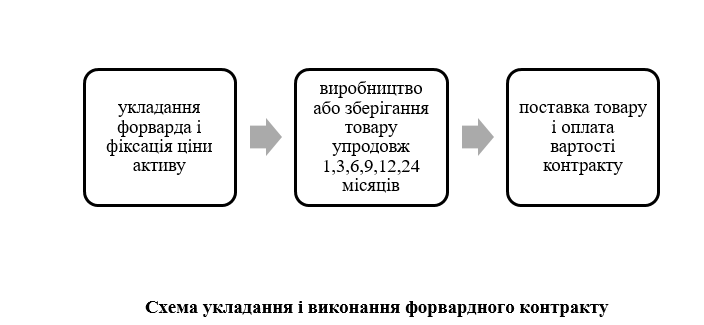 укладання
форварда і
фіксація ціни
активу
виробництво
або зберігання
товару
упродовж
1,3,6,9,12,24
місяців
поставка товару
і оплата
вартості
контракту
Схема укладання і виконання форвардного контракту